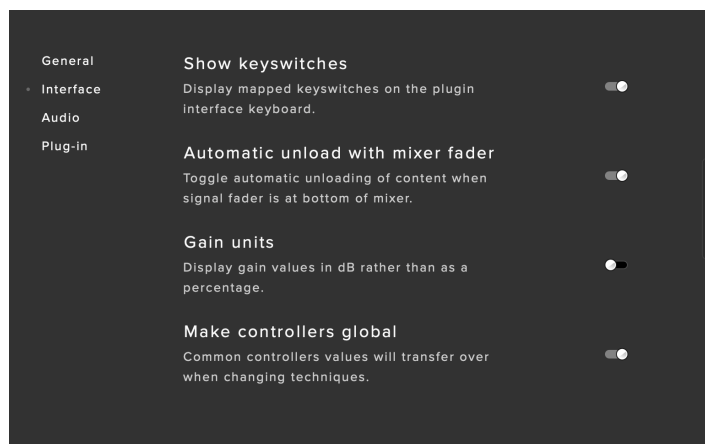 General
Interface
Audio
Plug-in
Show keyswitches
Display mapped keyswitches on the plugin
interface keyboard.
Automatic unload with mixer fader
Toggle automatic unloading of content when
signal fader is at bottom of mixer.
Gain units
Display gain values in dB rather than as a
percentage.
Make controllers global
Common controllers values will transfer over
when changing techniques.